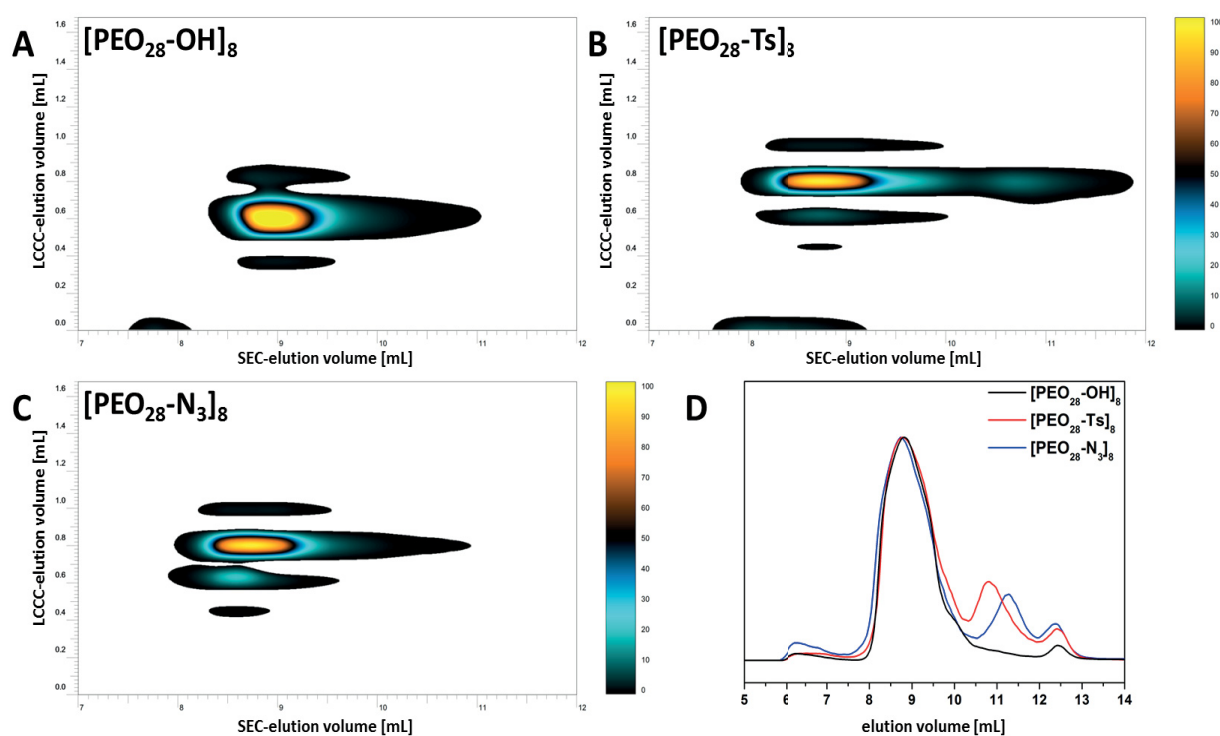 A
[PEO28-OH]8
LCCC-elution volume [mL]
1.6
1.4
1.2
1.0
0.8
0.6
0.4
0.2
0.0
7 8 9 10 11 12
SEC-elution volume [mL]
B
[PEO28-Ts]3
LCCC-elution volume [mL]
1.6
1.4
1.2
1.0
0.8
0.6
0.4
0.2
0.0
7 8 9 10 11 12
SEC-elution volume [mL]
100
90
80
70
60
50
40
30
20
10
0
C
[PEO28-N3]8
LCCC-elution volume [mL]
1.6
1.4
1.2
1.0
0.8
0.6
0.4
0.2
0.0
7 8 9 10 11 12
SEC-elution volume [mL]
100
90
80
70
60
50
40
30
20
10
0
D
[PEO28-OH]8
[PEO28-Ts]8
[PEO28-N3]8
5 6 7 8 9 10 11 12 13 14
elution volume [mL]